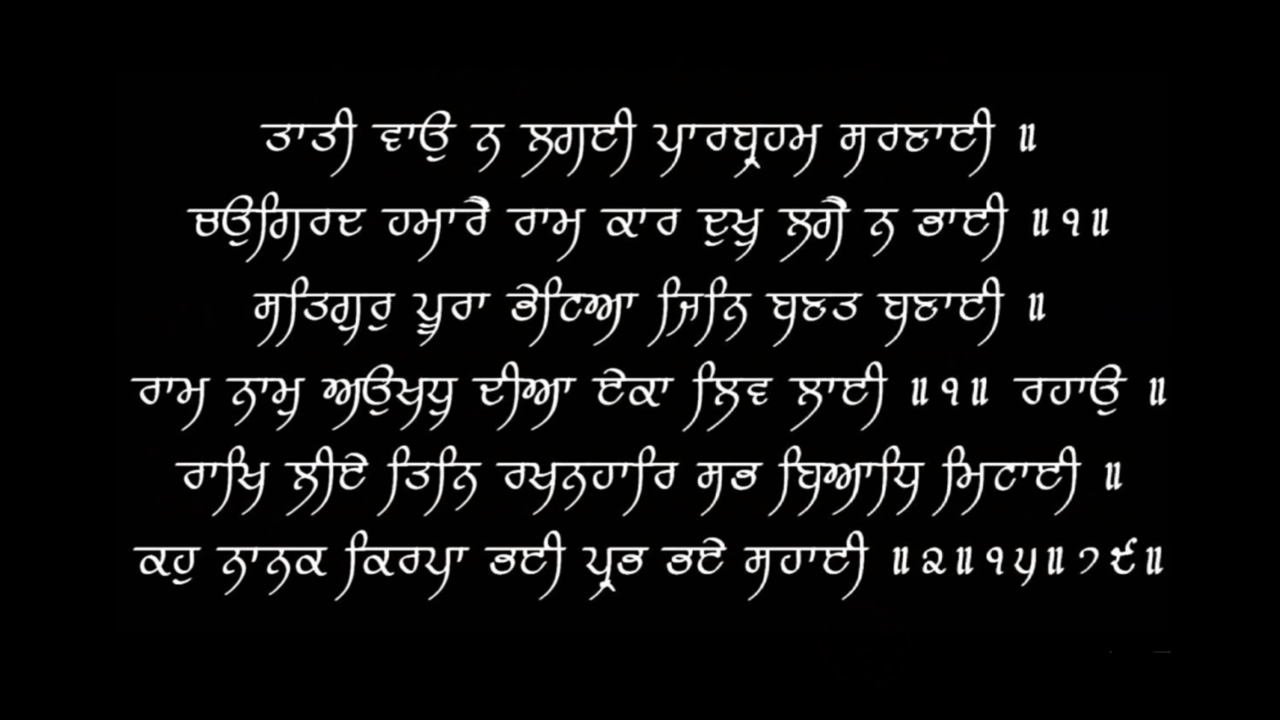 ਤਾਤੀ ਵਾਉ ਨ ਲਗਈ ਪਾਰਬ੍ਰਹਮ ਸਰਣਾਈ ॥
ਚਉਗਿਰਦ ਹਮਾਰੈ ਰਾਮ ਕਾਰ ਦੁਖੁ ਲਗੈ ਨ ਭਾਈ ॥੧॥
ਸਤਿਗੁਰੁ ਪੂਰਾ ਭੇਟਿਆ ਜਿਨਿ ਬਣਤ ਬਣਾਈ ॥
ਰਾਮ ਨਾਮੁ ਅਉਖਧੁ ਦੀਆ ਏਕਾ ਲਿਵ ਲਾਈ ॥੧॥ ਰਹਾਉ ॥
ਰਾਖਿ ਲੀਏ ਤਿਨਿ ਰਖਨਹਾਰਿ ਸਭ ਬਿਆਧਿ ਮਿਟਾਈ ॥
ਕਹੁ ਨਾਨਕ ਕਿਰਪਾ ਭਈ ਪ੍ਰਭ ਭਏ ਸਹਾਈ ॥੨॥੧੫॥੭੯॥